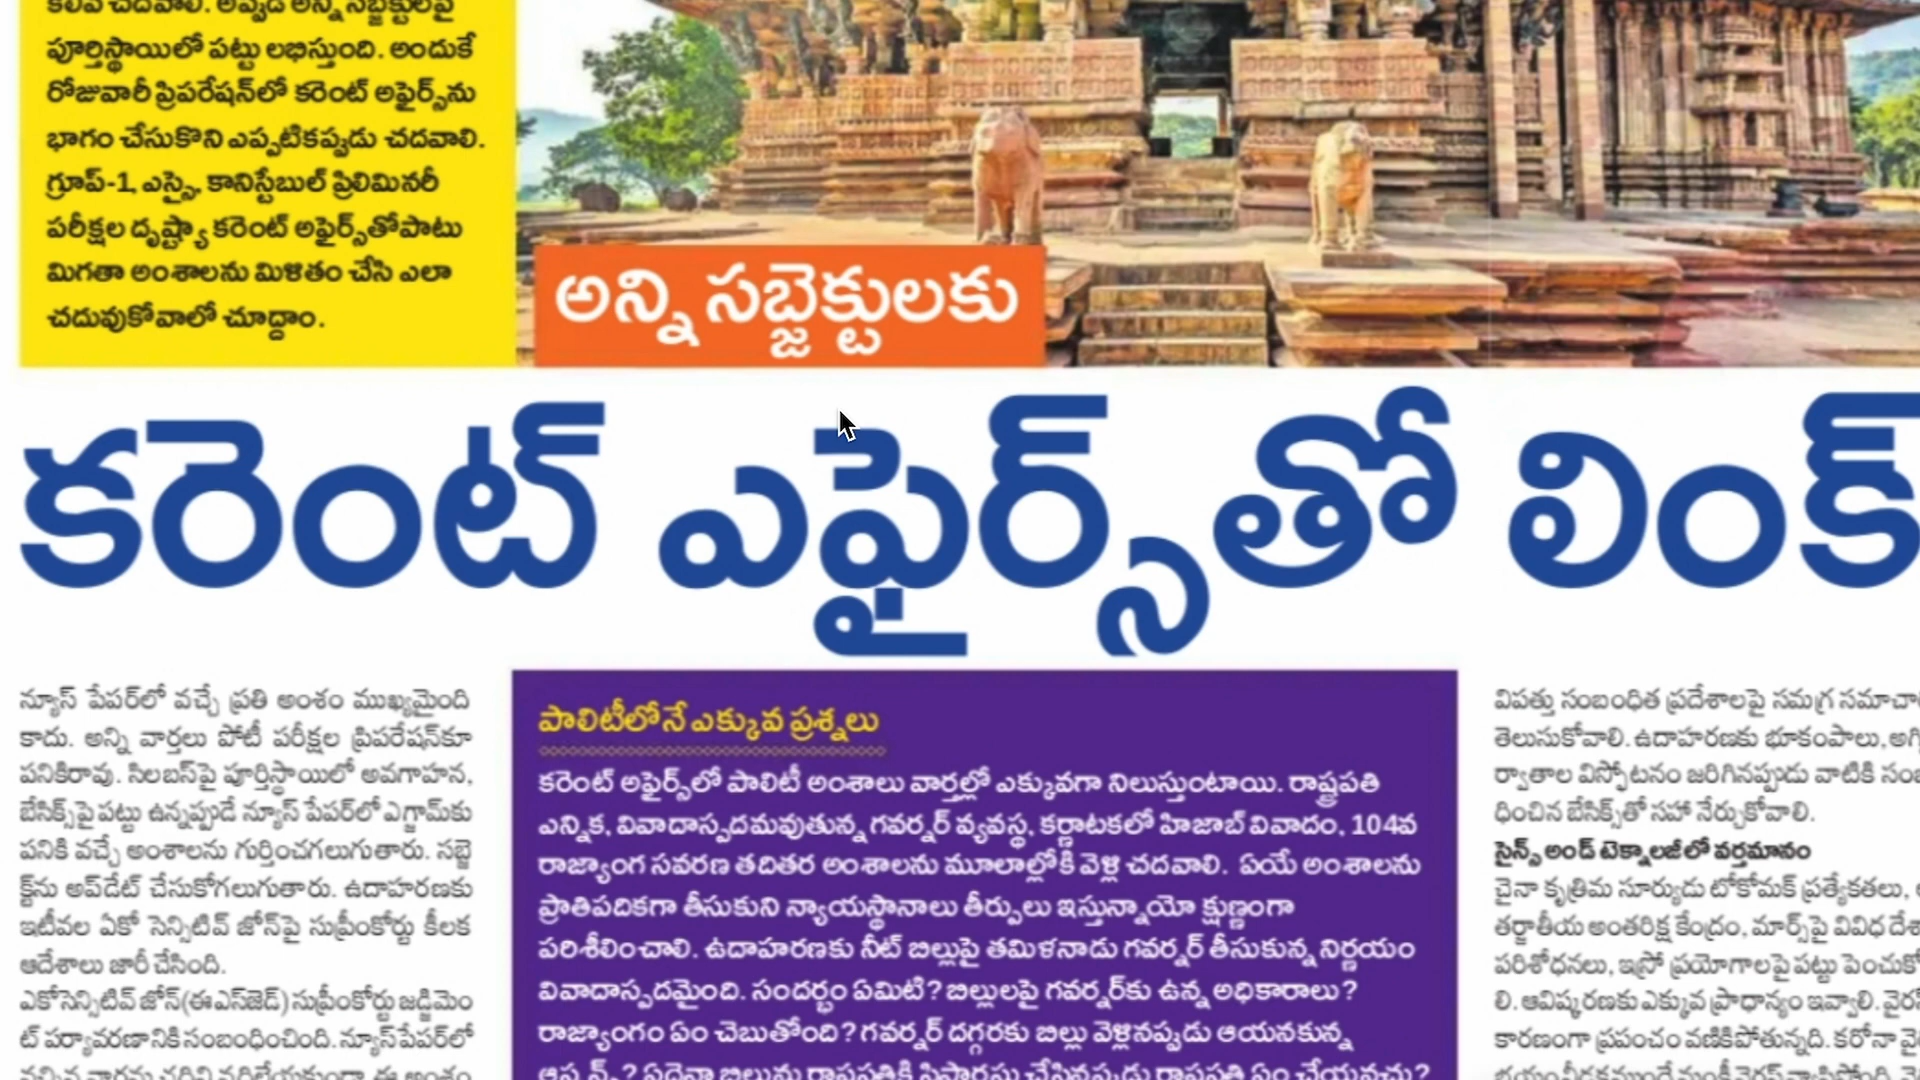 కలిపి చదవాలి. అప్పుడే అన్ని సబ్జెక్టులపై
పూర్తిస్థాయిలో పట్టు లభిస్తుంది. అందుకే
రోజువారీ ప్రిపరేషన్‌లో కరెంట్ అఫైర్స్‌ను
భాగం చేసుకొని ఎప్పటికప్పుడు చదవాలి.
గ్రూప్-1, ఎస్సై, కానిస్టేబుల్ ప్రిలిమినరీ
పరీక్షల దృష్ట్యా కరెంట్ అఫైర్స్‌తోపాటు
మిగతా అంశాలను మిళితం చేసి ఎలా
చదువుకోవాలో చూద్దాం.
అన్ని సబ్జెక్టులకు
కరెంట్ ఎఫైర్స్‌తో లింక్
న్యూస్ పేపర్‌లో వచ్చే ప్రతి అంశం ముఖ్యమైంది
కాదు. అన్ని వార్తలు పోటీ పరీక్షల ప్రిపరేషన్‌కూ
పనికిరావు. సిలబస్‌పై పూర్తిస్థాయిలో అవగాహన,
బేసిక్స్‌పై పట్టు ఉన్నప్పుడే న్యూస్ పేపర్‌లో ఎగ్జామ్‌కు
పనికి వచ్చే అంశాలను గుర్తించగలుగుతారు. సబ్జె
క్ట్‌ను అప్‌డేట్ చేసుకోగలుగుతారు. ఉదాహరణకు
ఇటీవల ఏకో సెన్సిటివ్ జోన్‌పై సుప్రీంకోర్టు కీలక
ఆదేశాలు జారీ చేసింది.
ఎకోసెన్సిటివ్ జోన్(ఈఎస్‌జెడ్) సుప్రీంకోర్టు జడ్జిమెం
ట్ పర్యావరణానికి సంబంధించింది. న్యూస్‌పేపర్‌లో
పాలిటీలోనే ఎక్కువ ప్రశ్నలు
కరెంట్ అఫైర్స్‌లో పాలిటీ అంశాలు వార్తల్లో ఎక్కువగా నిలుస్తుంటాయి. రాష్ట్రపతి
ఎన్నిక, వివాదాస్పదమవుతున్న గవర్నర్ వ్యవస్థ, కర్ణాటకలో హిజాబ్ వివాదం, 104వ
రాజ్యాంగ సవరణ తదితర అంశాలను మూలాల్లోకి వెళ్లి చదవాలి. ఏయే అంశాలను
ప్రాతిపదికగా తీసుకుని న్యాయస్థానాలు తీర్పులు ఇస్తున్నాయో క్షుణ్ణంగా
పరిశీలించాలి. ఉదాహరణకు నీట్ బిల్లుపై తమిళనాడు గవర్నర్ తీసుకున్న నిర్ణయం
వివాదాస్పదమైంది. సందర్భం ఏమిటి? బిల్లులపై గవర్నర్‌కు ఉన్న అధికారాలు?
రాజ్యాంగం ఏం చెబుతోంది? గవర్నర్ దగ్గరకు బిల్లు వెళ్లినప్పుడు ఆయనకున్న
విపత్తు సంబంధిత ప్రదేశాలపై సమగ్ర
తెలుసుకోవాలి. ఉదాహరణకు భూకంపాలు,
ర్వాతాల విస్ఫోటనం జరిగినప్పుడు వాటికి
ధించిన బేసిక్స్‌తో సహా నేర్చుకోవాలి.
సైన్స్ అండ్ టెక్నాలజీలో వర్తమానం
చైనా కృత్రిమ సూర్యుడు టోకోమక్ ప్రత్యేకతలు,
తర్జాతీయ అంతరిక్ష కేంద్రం, మార్స్‌పై వివిధ
పరిశోధనలు, ఇస్రో ప్రయోగాలపై పట్టు
లి. ఆవిష్కరణకు ఎక్కువ ప్రాధాన్యం ఇవ్వాలి.
కారణంగా ప్రపంచం వణికిపోతున్నది. కరోనా